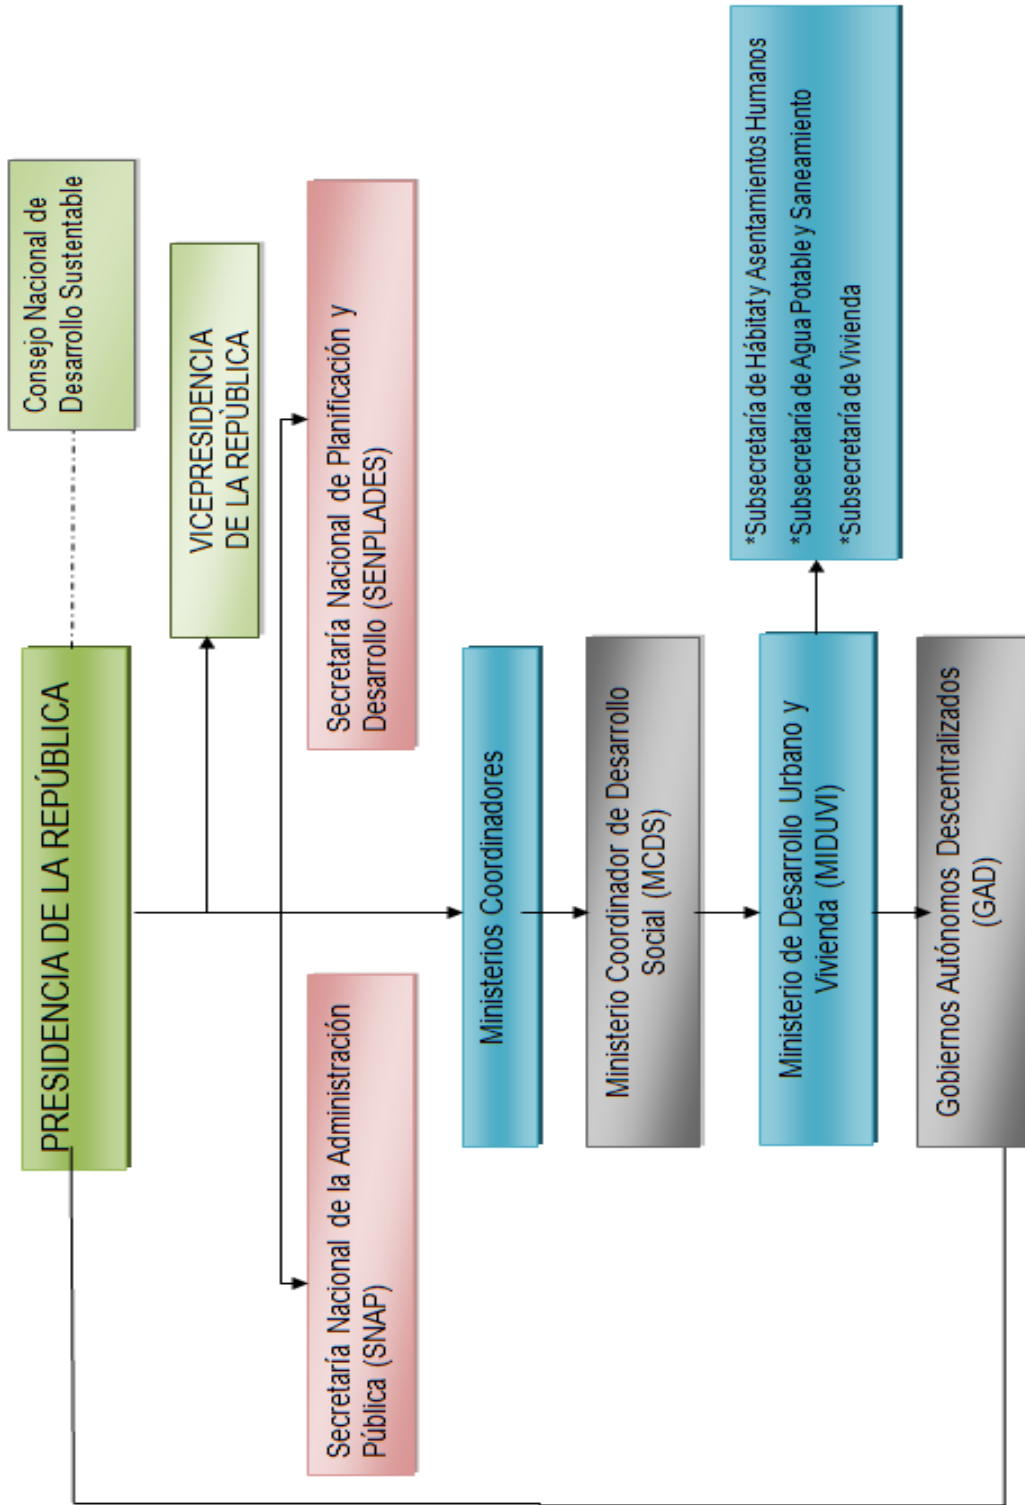 PRESIDENCIA DE LA REPÚBLICA
Consejo Nacional de
Desarrollo Sustentable
VICEPRESIDENCIA
DE LA REPÙBLICA
Secretaría Nacional de la Administración
Pública (SNAP)
Secretaría Nacional de Planificación y
Desarrollo (SENPLADES)
Ministerios Coordinadores
Ministerio Coordinador de Desarrollo
Social (MCDS)
Ministerio de Desarrollo Urbano y
Vivienda (MIDUVI)
*Subsecretaría de Hábitat y Asentamientos Humanos
*Subsecretaría de Agua Potable y Saneamiento
*Subsecretaría de Vivienda
Gobiernos Autónomos Descentralizados
(GAD)